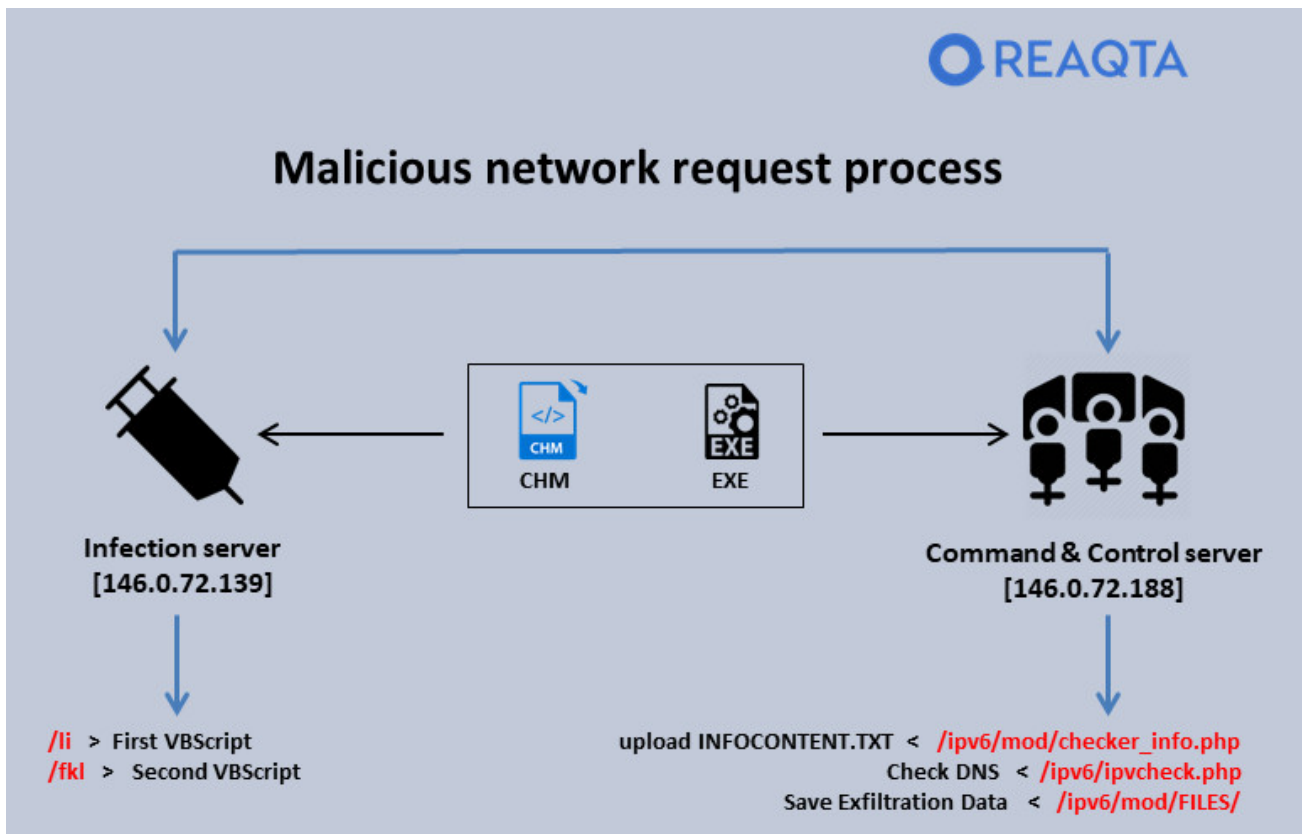 REAQTA
Malicious network request process
</>
CHM
EXE
CHM
EXE
Infection server
[146.0.72.139]
Command & Control server
[146.0.72.188]
/li > First VBScript
/fkl > Second VBScript
upload INFOCONTENT.TXT < /ipv6/mod/checker_info.php
Check DNS < /ipv6/ipvcheck.php
Save Exfiltration Data < /ipv6/mod/FILES/